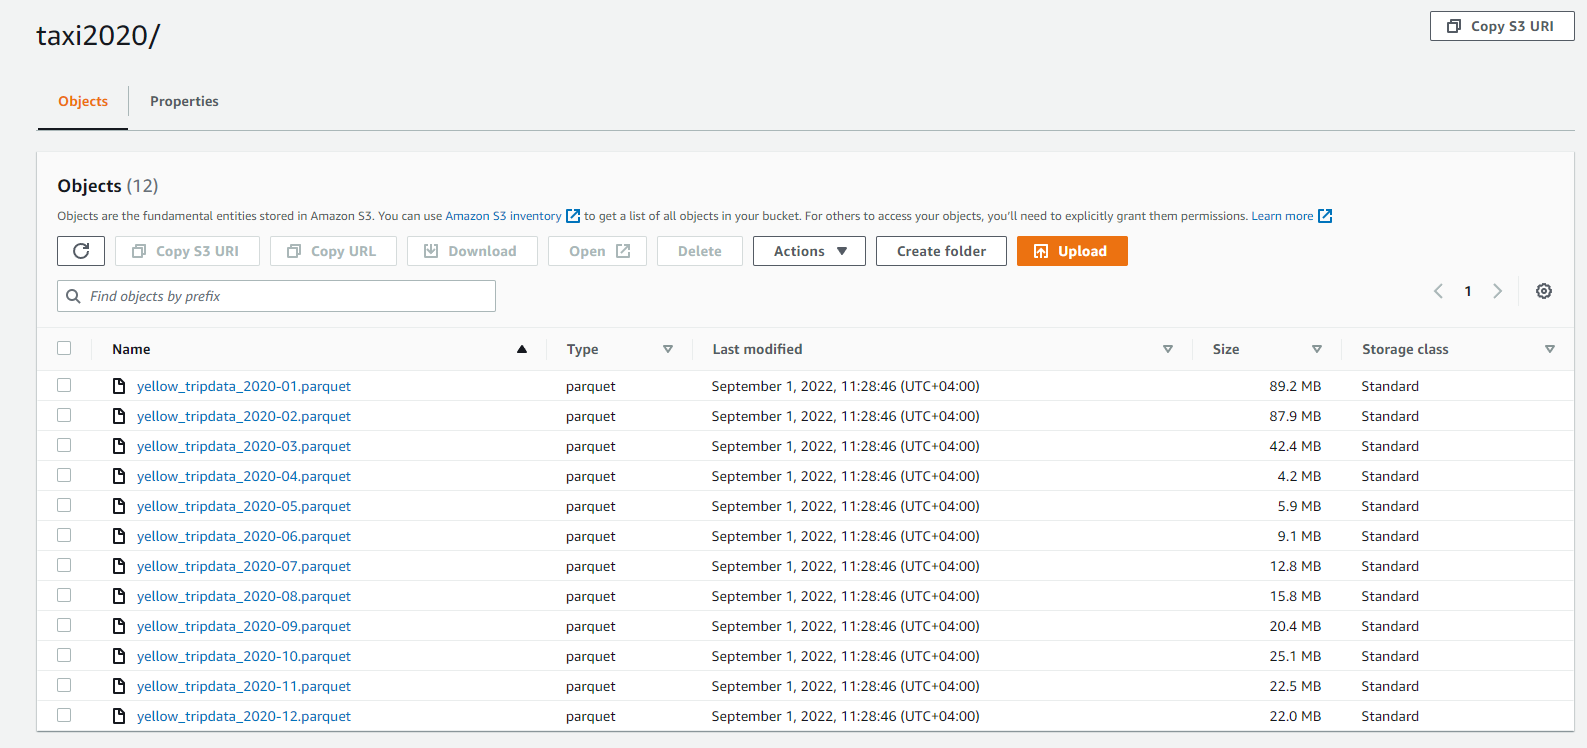 taxi2020/
Copy S3 URI
Objects Properties
Objects (12)
Objects are the fundamental entities stored in Amazon S3. You can use Amazon S3 inventory to get a list of all objects in your bucket. For others to access your objects, you'll need to explicitly grant them permissions. Learn more
Copy S3 URI Copy URL Download Open Delete Actions Create folder Upload
Find objects by prefix
1
Name Type Last modified Size Storage class
yellow_tripdata_2020-01.parquet parquet September 1, 2022, 11:28:46 (UTC+04:00) 89.2 MB Standard
yellow_tripdata_2020-02.parquet parquet September 1, 2022, 11:28:46 (UTC+04:00) 87.9 MB Standard
yellow_tripdata_2020-03.parquet parquet September 1, 2022, 11:28:46 (UTC+04:00) 42.4 MB Standard
yellow_tripdata_2020-04.parquet parquet September 1, 2022, 11:28:46 (UTC+04:00) 4.2 MB Standard
yellow_tripdata_2020-05.parquet parquet September 1, 2022, 11:28:46 (UTC+04:00) 5.9 MB Standard
yellow_tripdata_2020-06.parquet parquet September 1, 2022, 11:28:46 (UTC+04:00) 9.1 MB Standard
yellow_tripdata_2020-07.parquet parquet September 1, 2022, 11:28:46 (UTC+04:00) 12.8 MB Standard
yellow_tripdata_2020-08.parquet parquet September 1, 2022, 11:28:46 (UTC+04:00) 15.8 MB Standard
yellow_tripdata_2020-09.parquet parquet September 1, 2022, 11:28:46 (UTC+04:00) 20.4 MB Standard
yellow_tripdata_2020-10.parquet parquet September 1, 2022, 11:28:46 (UTC+04:00) 25.1 MB Standard
yellow_tripdata_2020-11.parquet parquet September 1, 2022, 11:28:46 (UTC+04:00) 22.5 MB Standard
yellow_tripdata_2020-12.parquet parquet September 1, 2022, 11:28:46 (UTC+04:00) 22.0 MB Standard